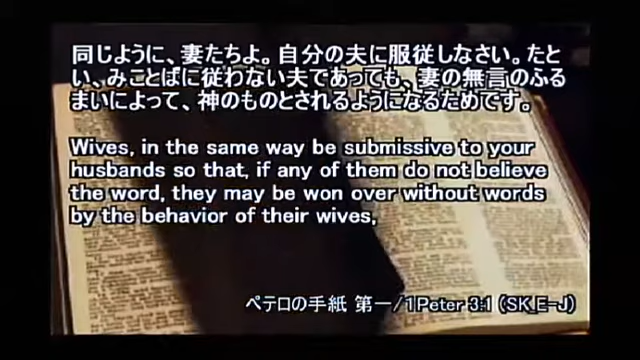 同じように、妻たちよ。自分の夫に服従しなさい。たと
い、みことばに従わない夫であっても、妻の無言のふる
まいによって、神のものとされるようになるためです。
Wives, in the same way be submissive to your
husbands so that, if any of them do not believe
the word, they may be won over without words
by the behavior of their wives,
ペテロの手紙 第一/1Peter 3:1 (SK_E-J)